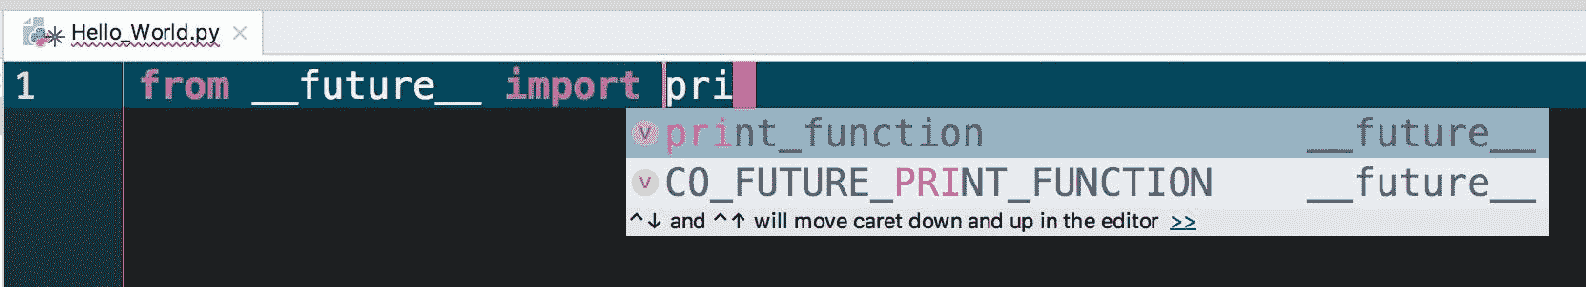 Hello_World.py
1 from __future__ import pri
print_function __future__
CO_FUTURE_PRINT_FUNCTION __future__
^↓ and ^↑ will move caret down and up in the editor >>